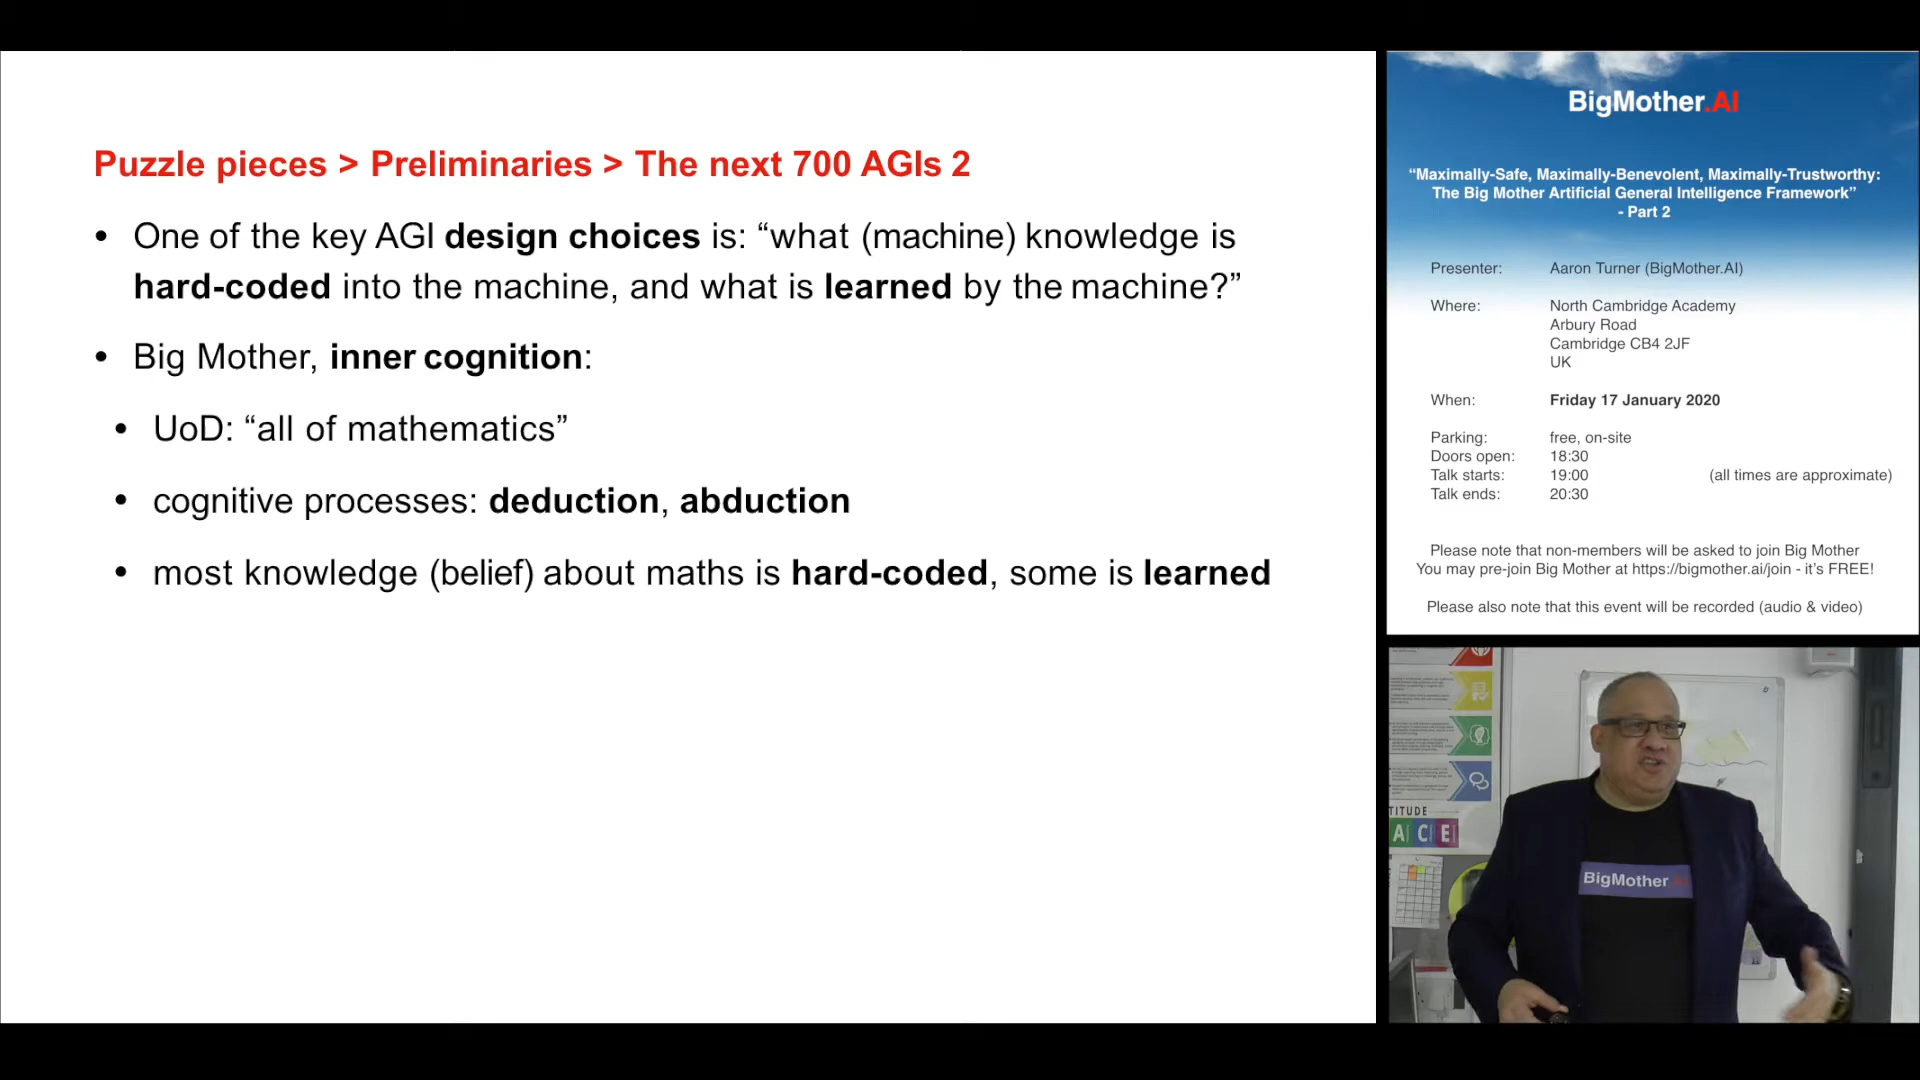 Puzzle pieces > Preliminaries > The next 700 AGIs 2
• One of the key AGI design choices is: “what (machine) knowledge is
hard-coded into the machine, and what is learned by the machine?”
• Big Mother, inner cognition:
• UoD: “all of mathematics”
• cognitive processes: deduction, abduction
• most knowledge (belief) about maths is hard-coded, some is learned
BigMother.AI
“Maximally-Safe, Maximally-Benevolent, Maximally-Trustworthy:
The Big Mother Artificial General Intelligence Framework”
- Part 2
Presenter: Aaron Turner (BigMother.AI)
Where: North Cambridge Academy
Arbury Road
Cambridge CB4 2JF
UK
When: Friday 17 January 2020
Parking: free, on-site
Doors open: 18:30
Talk starts: 19:00 (all times are approximate)
Talk ends: 20:30
Please note that non-members will be asked to join Big Mother
You may pre-join Big Mother at https://bigmother.ai/join - it’s FREE!
Please also note that this event will be recorded (audio & video)
TITUDE
ACE
BigMother